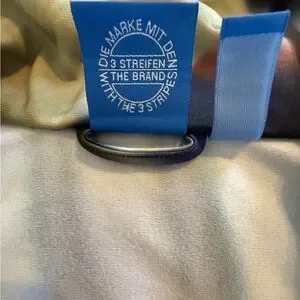 DIE MARKE MIT DEN
3 STREIFEN
THE BRAND
WITH THE 3 STRIPES